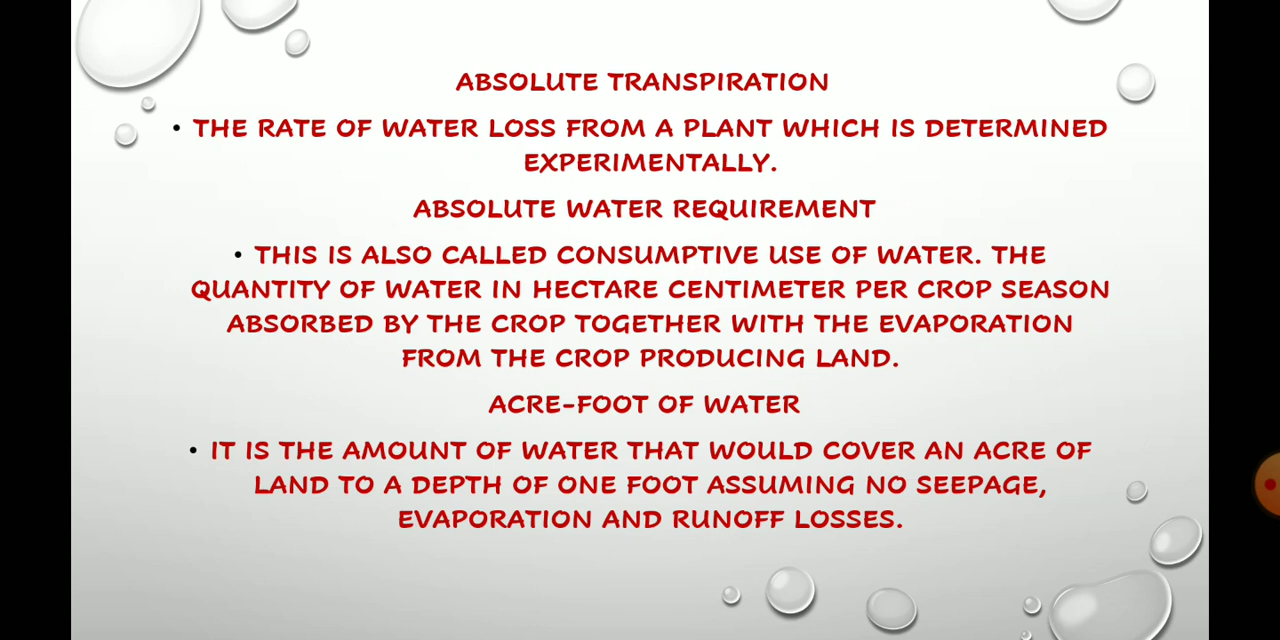 ABSOLUTE TRANSPIRATION
• THE RATE OF WATER LOSS FROM A PLANT WHICH IS DETERMINED
EXPERIMENTALLY.
ABSOLUTE WATER REQUIREMENT
• THIS IS ALSO CALLED CONSUMPTIVE USE OF WATER. THE
QUANTITY OF WATER IN HECTARE CENTIMETER PER CROP SEASON
ABSORBED BY THE CROP TOGETHER WITH THE EVAPORATION
FROM THE CROP PRODUCING LAND.
ACRE-FOOT OF WATER
• IT IS THE AMOUNT OF WATER THAT WOULD COVER AN ACRE OF
LAND TO A DEPTH OF ONE FOOT ASSUMING NO SEEPAGE,
EVAPORATION AND RUNOFF LOSSES.